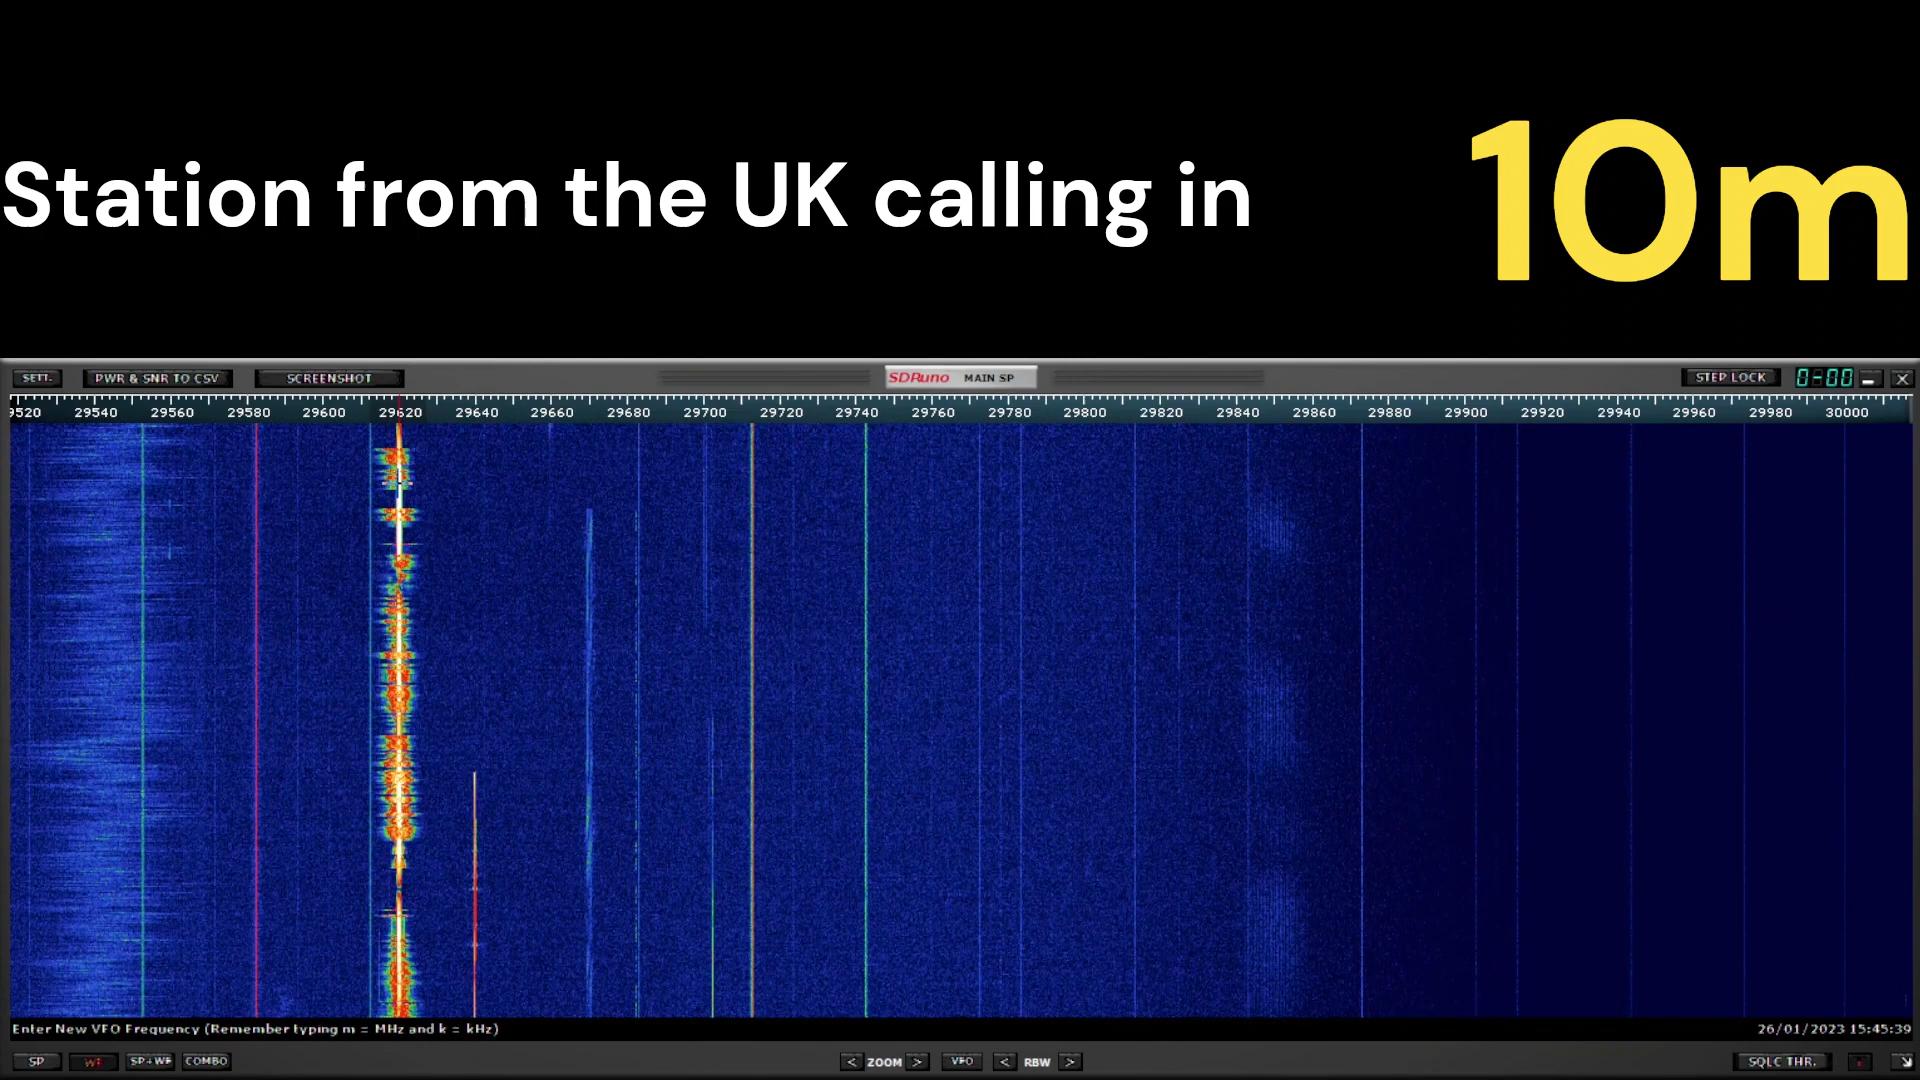 Station from the UK calling in
10m
SETT.
PWR & SNR TO CSV
SCREENSHOT
SDRuno MAIN SP
STEP LOCK
0-00
9520 29540 29560 29580 29600 29620 29640 29660 29680 29700 29720 29740 29760 29780 29800 29820 29840 29860 29880 29900 29920 29940 29960 29980 30000
Enter New VFO Frequency (Remember typing m = MHz and k = kHz)
26/01/2023 15:45:39
SP
WF
SP+WF
COMBO
< ZOOM >
VFO
< RBW >
SQLC THR.